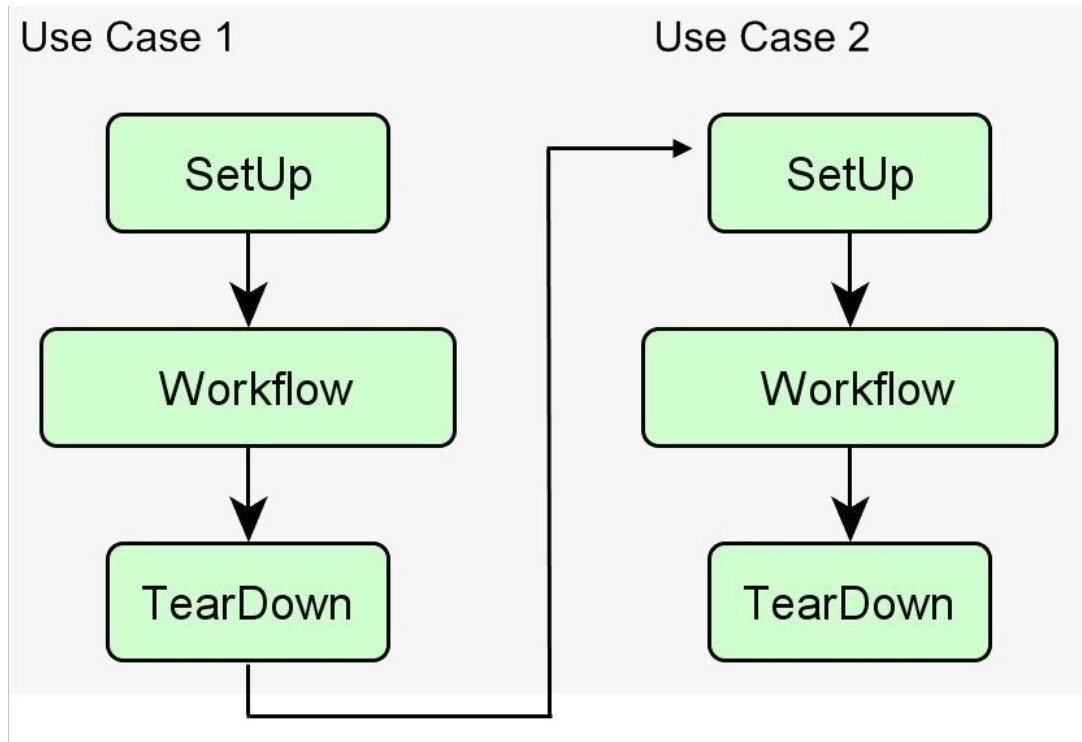 Use Case 1
SetUp
Workflow
TearDown
Use Case 2
SetUp
Workflow
TearDown